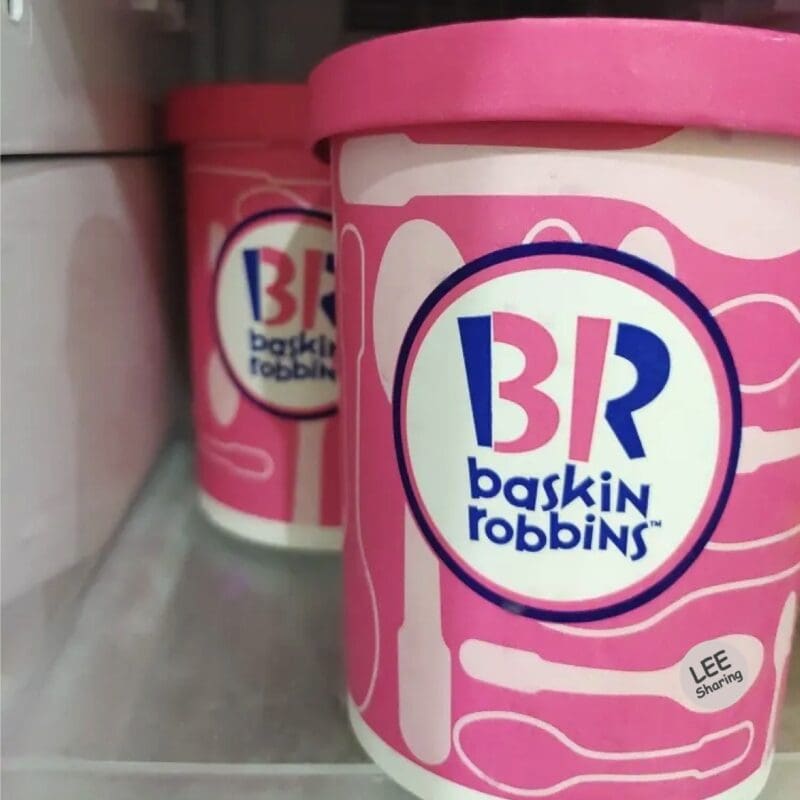 BR
baskin
robbins™
BR
baskin
robbins
LEE
Sharing